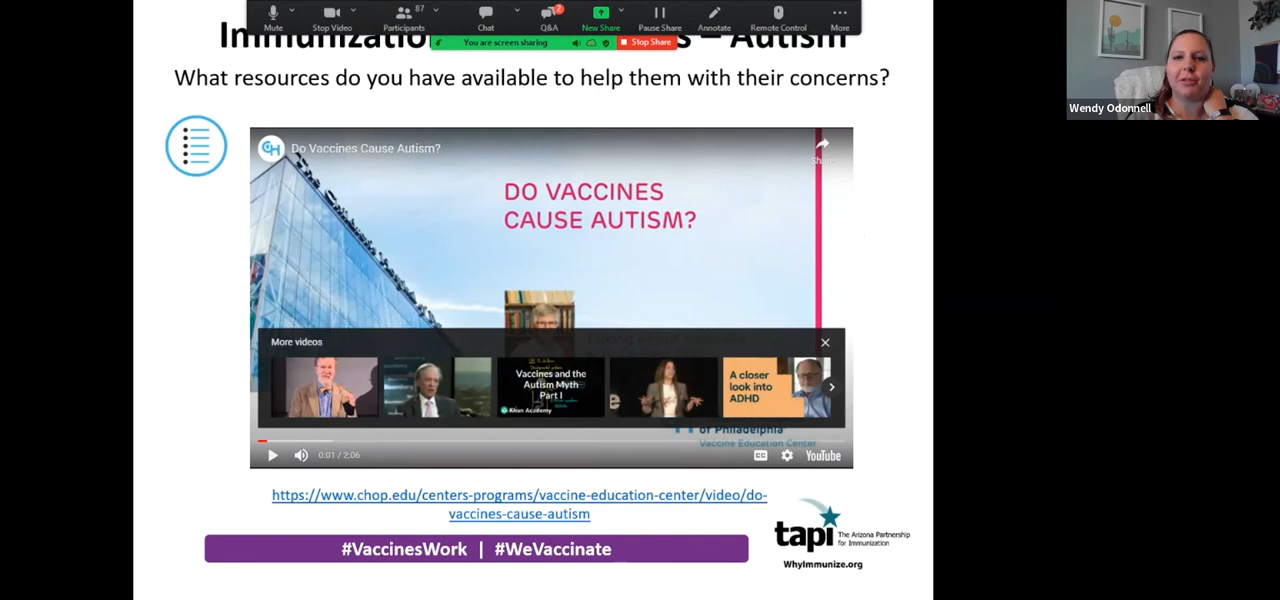 Mute
Stop Video
Participants
87
Chat
Q&A
2
New Share
Pause Share
Annotate
Remote Control
More
You are screen sharing
Stop Share
– Autism
What resources do you have available to help them with their concerns?
Wendy Odonnell
Do Vaccines Cause Autism?
Share
DO VACCINES
CAUSE AUTISM?
More videos
Vaccines and the
Autism Myth
Part I
Khan Academy
A closer
look into
ADHD
of Philadelphia
Vaccine Education Center
0:01 / 2:06
CC
YouTube
https://www.chop.edu/centers-programs/vaccine-education-center/video/do-
vaccines-cause-autism
#VaccinesWork | #WeVaccinate
tapi
The Arizona Partnership
for Immunization
WhyImmunize.org